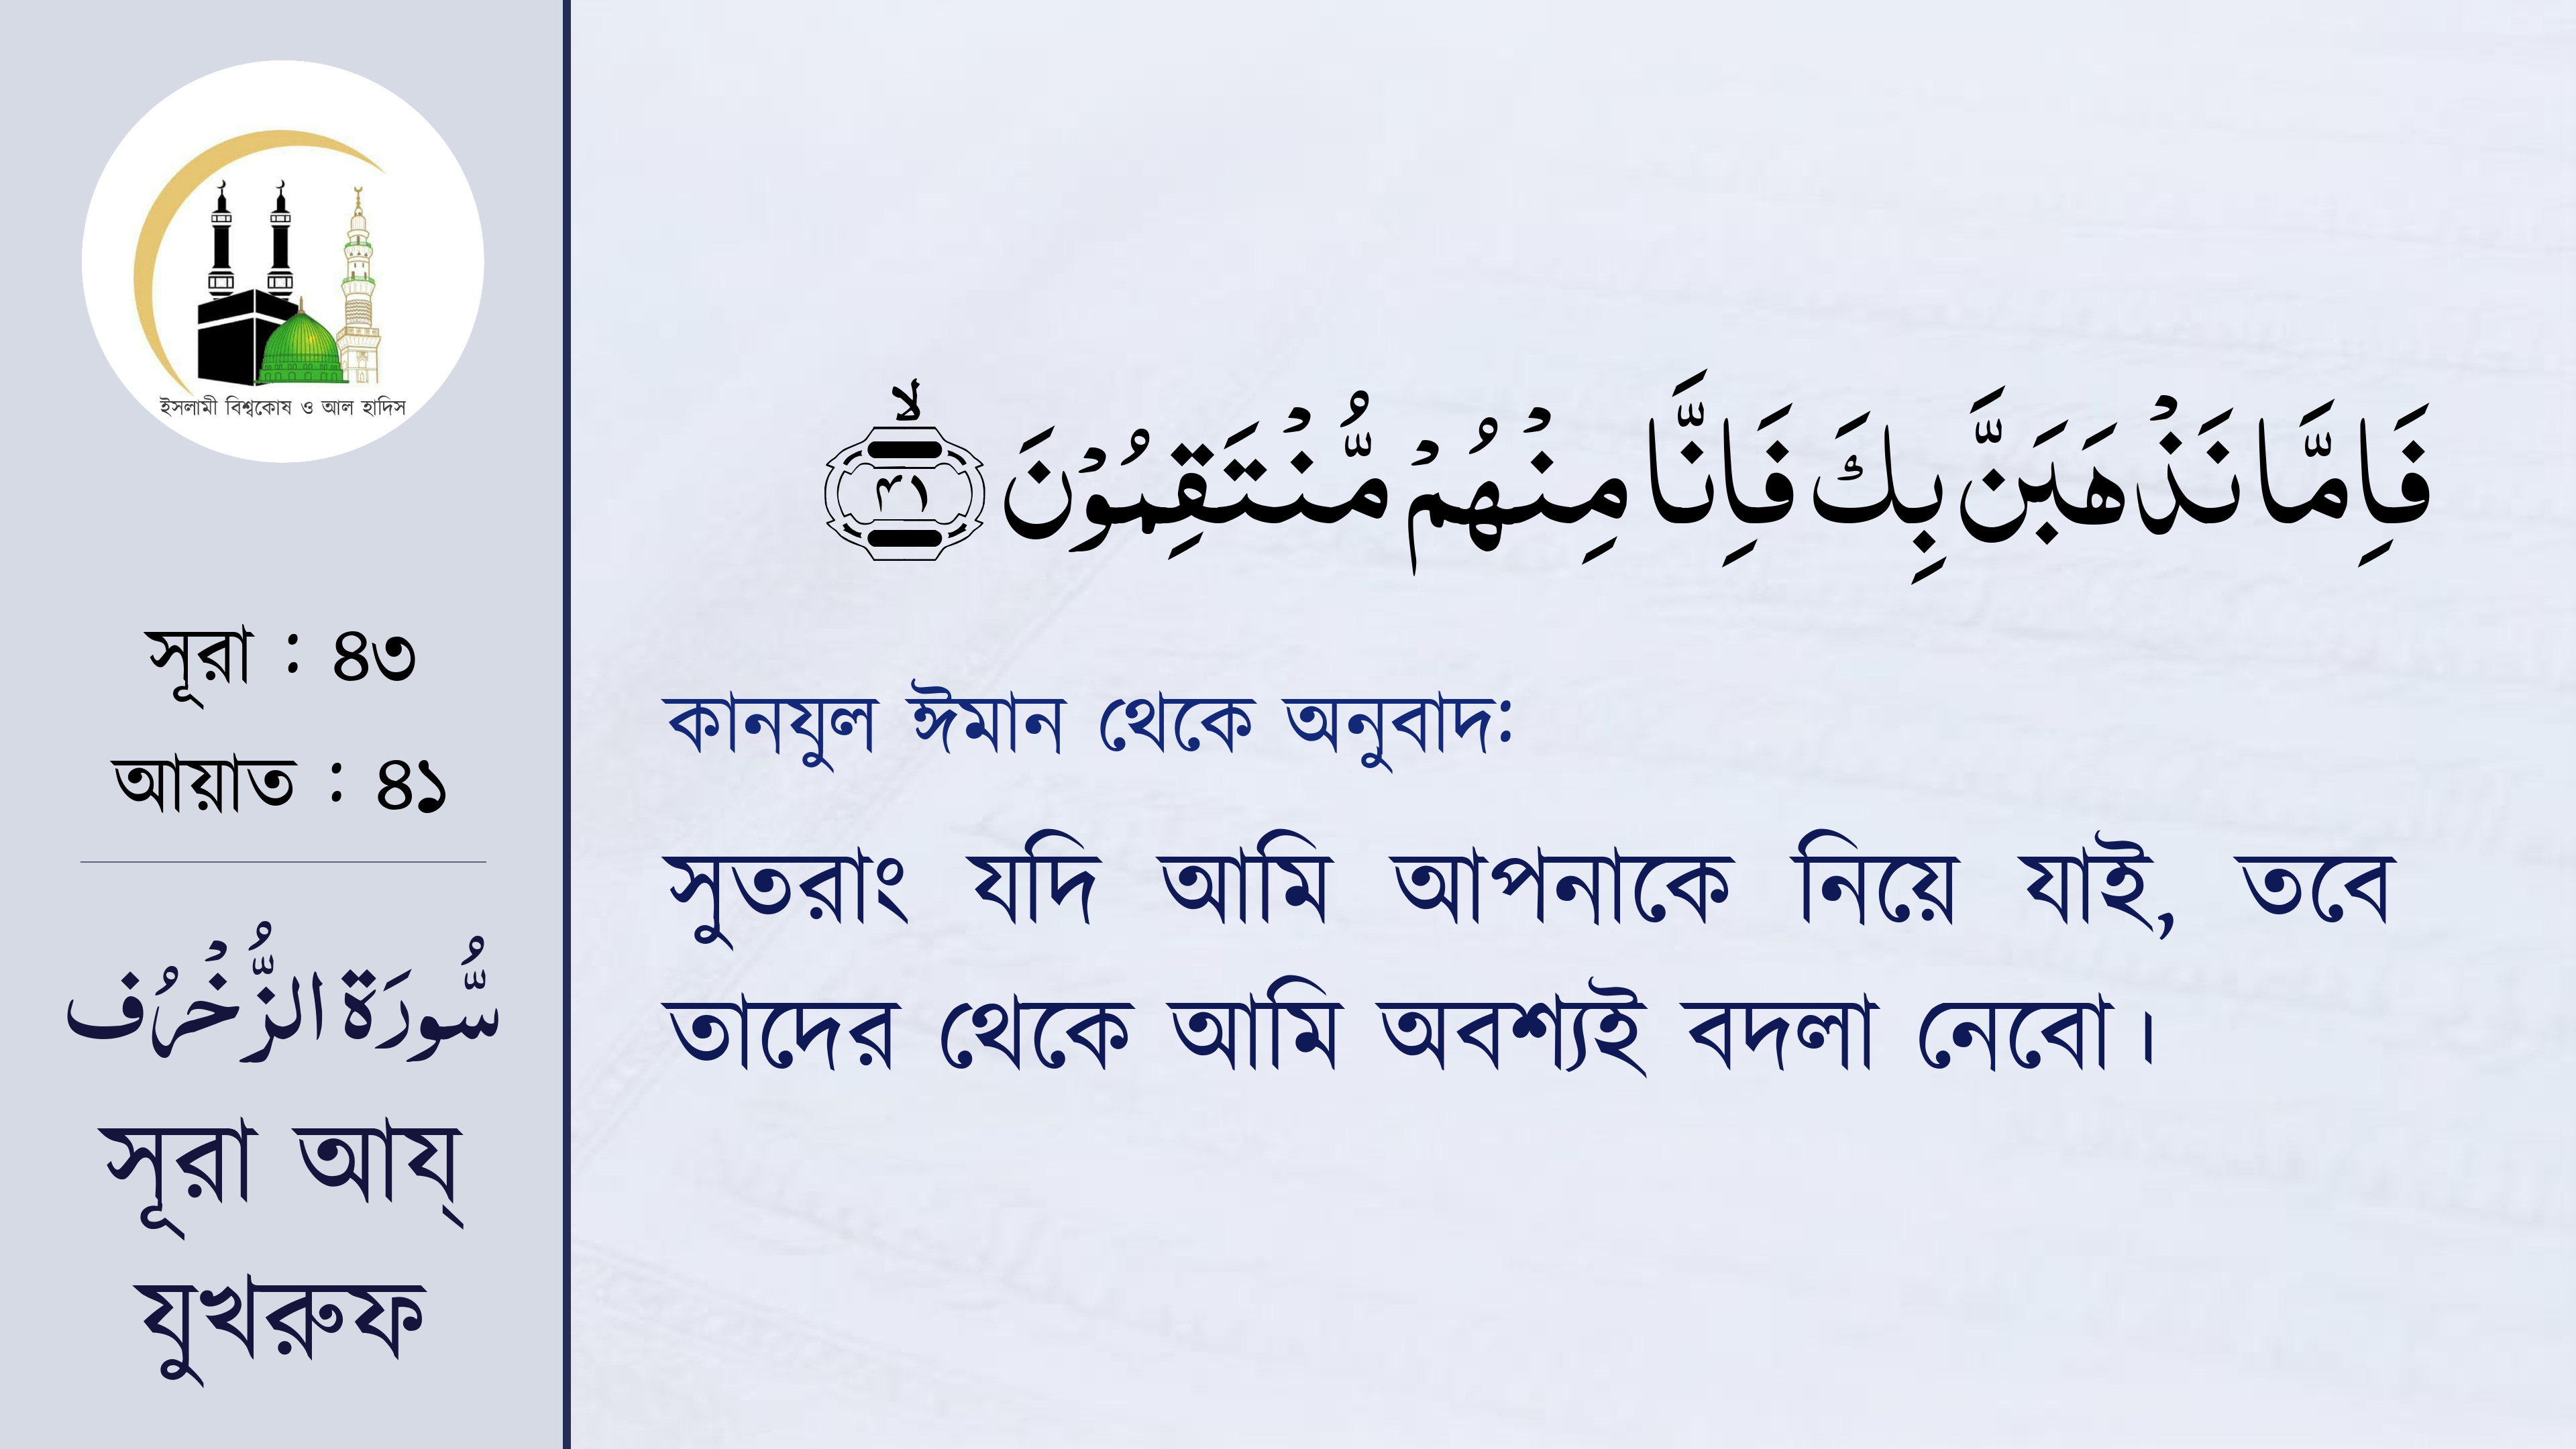 ইসলামী বিশ্বকোষ ও আল হাদিস
সূরা : ৪৩
আয়াত : ৪১
سُّورَة الزُّخْرُف
সূরা আয্
যুখরুফ
فَاِمَّا نَذْهَبَنَّ بِكَ فَاِنَّا مِنْهُمْ مُّنْتَقِمُوْنَ ۙ‏﴿۴۱﴾
কানযুল ঈমান থেকে অনুবাদ:
সুতরাং যদি আমি আপনাকে নিয়ে যাই, তবে
তাদের থেকে আমি অবশ্যই বদলা নেবো।